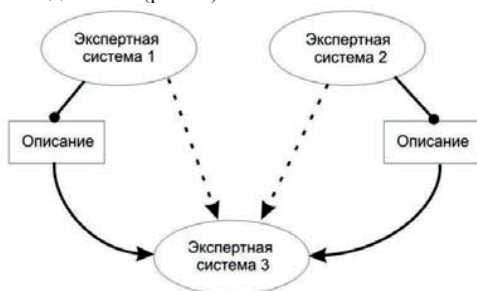 Экспертная
система 1
Экспертная
система 2
Описание
Описание
Экспертная
система 3